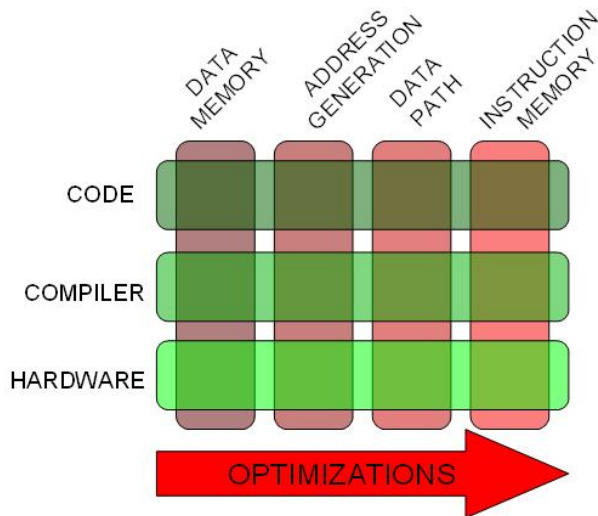 DATA
MEMORY
ADDRESS
GENERATION
DATA
PATH
INSTRUCTION
MEMORY
CODE
COMPILER
HARDWARE
OPTIMIZATIONS